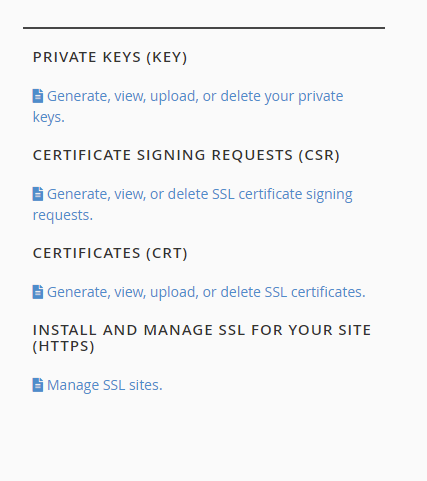 PRIVATE KEYS (KEY)
Generate, view, upload, or delete your private
keys.
CERTIFICATE SIGNING REQUESTS (CSR)
Generate, view, or delete SSL certificate signing
requests.
CERTIFICATES (CRT)
Generate, view, upload, or delete SSL certificates.
INSTALL AND MANAGE SSL FOR YOUR SITE
(HTTPS)
Manage SSL sites.